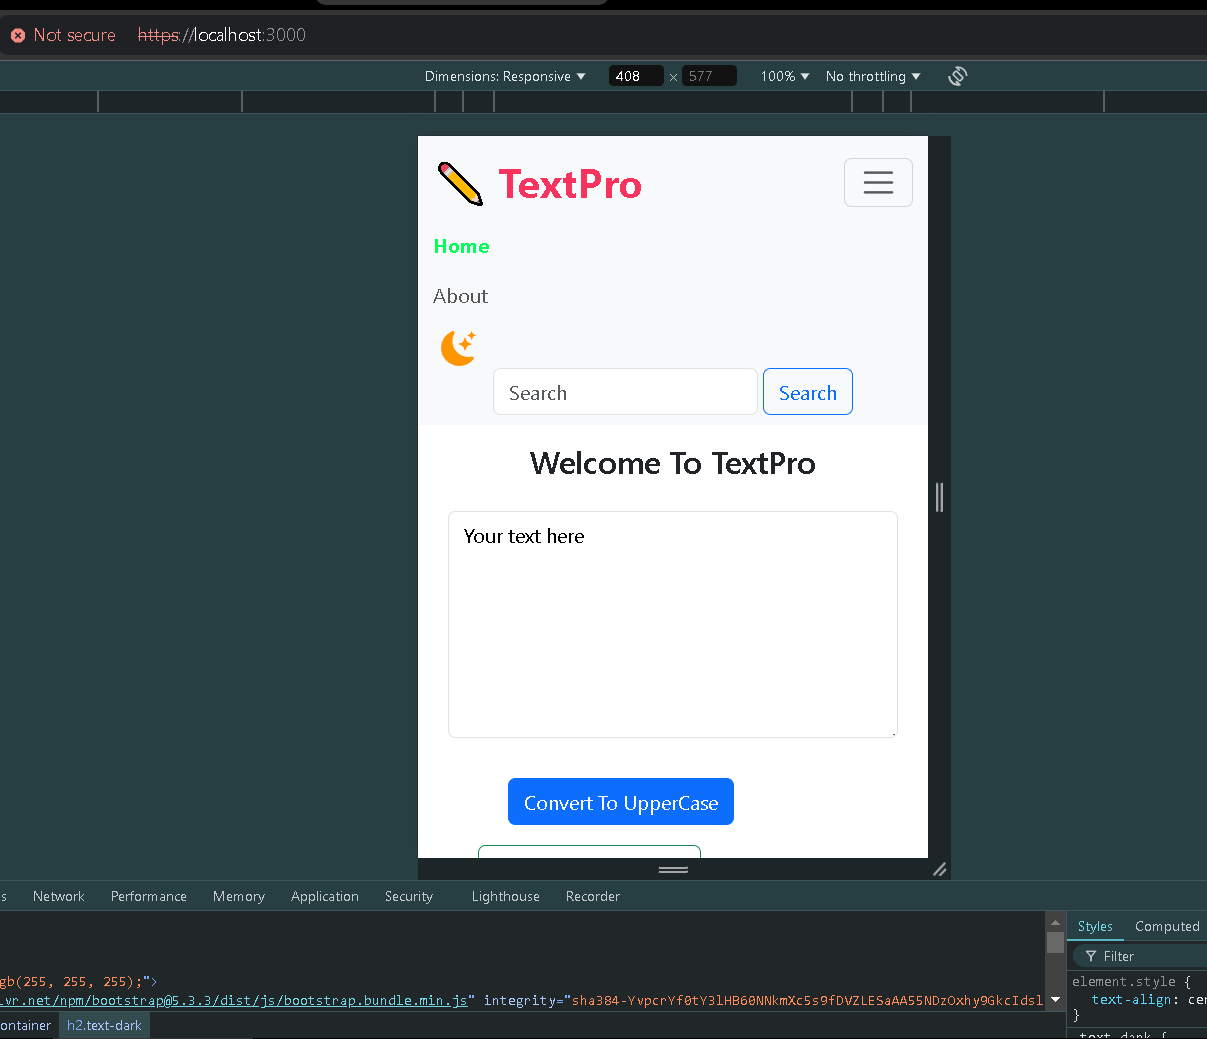 Not secure https://localhost:3000
Dimensions: Responsive 408 × 577 100% No throttling
TextPro
Home
About
Search Search
Welcome To TextPro
Your text here
Convert To UpperCase
s Network Performance Memory Application Security Lighthouse Recorder
Styles Computed
gb(255, 255, 255);">
Filter
ivr.net/npm/bootstrap@5.3.3/dist/js/bootstrap.bundle.min.js" integrity="sha384-YvpcrYf0tY3lHB60NNkmXc5s9fDVZLESaAA55NDzOxhy9GkcIdsl
element.style {
text-align: cen
}
ontainer h2.text-dark
.text-dark {